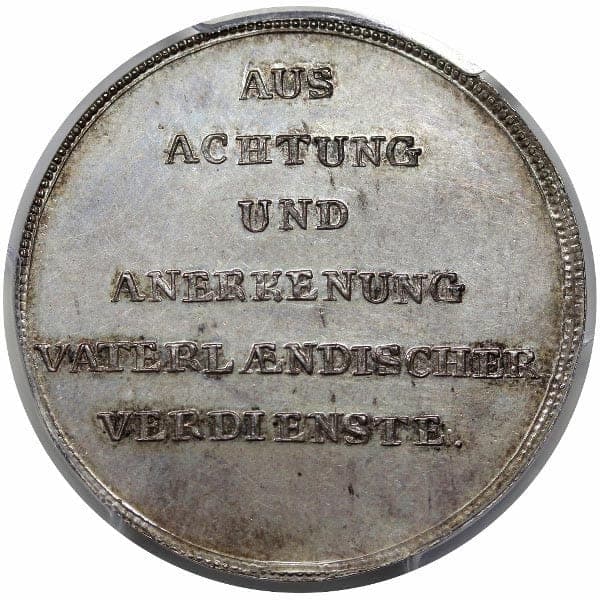 AUS
ACHTUNG
UND
ANERKENUNG
VATERLÆNDISCHER
VERDIENSTE.